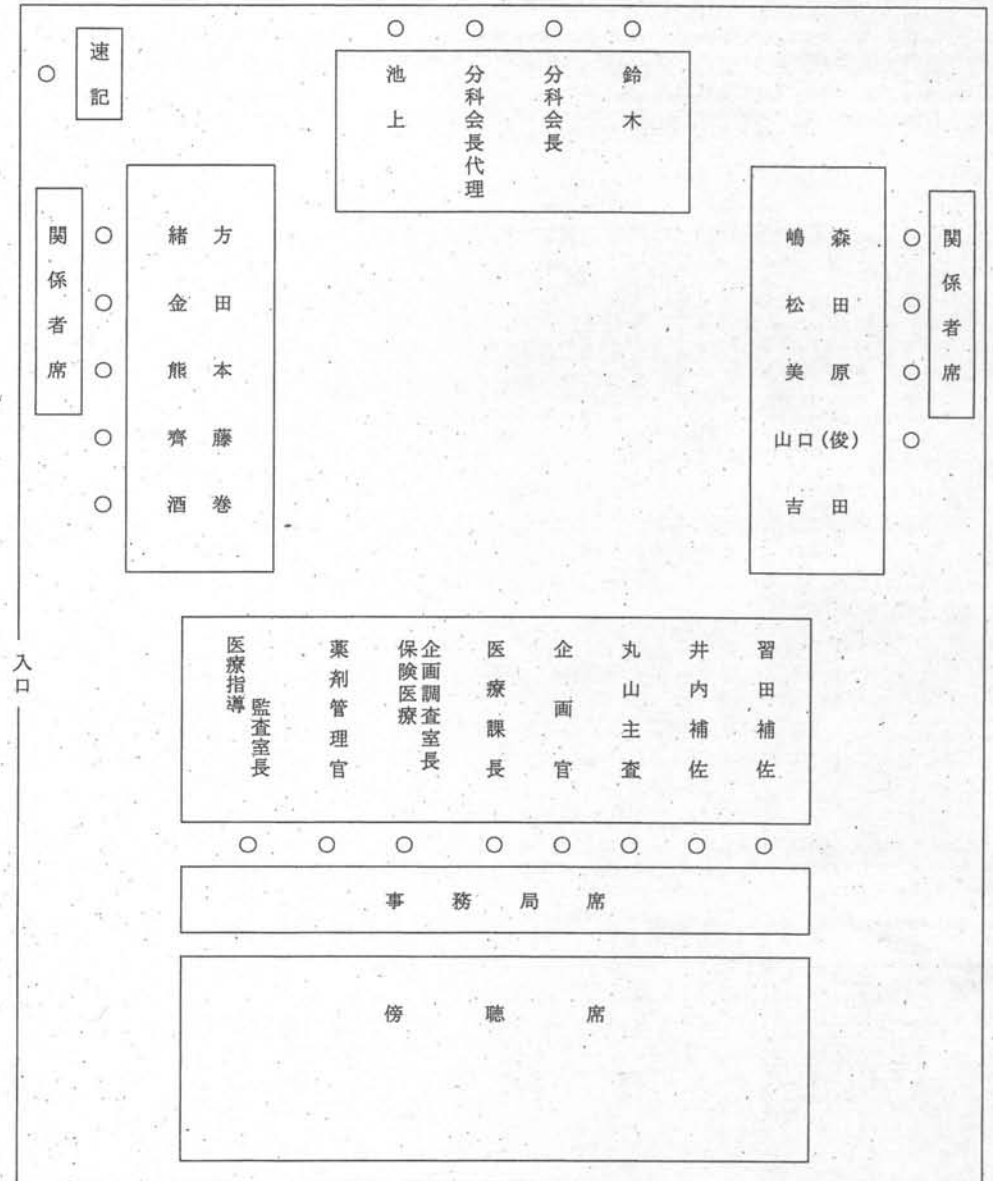 速記
池上
分科会長代理
分科会長
鈴木
関係者席
緒方
金田
熊本
齊藤
酒巻
嶋森
松田
美原
山口(俊)
吉田
関係者席
入口
医療指導
監査室長
薬剤管理官
保険医療
企画調査室長
医療課長
企画官
丸山主査
井内補佐
習田補佐
事務局席
傍聴席